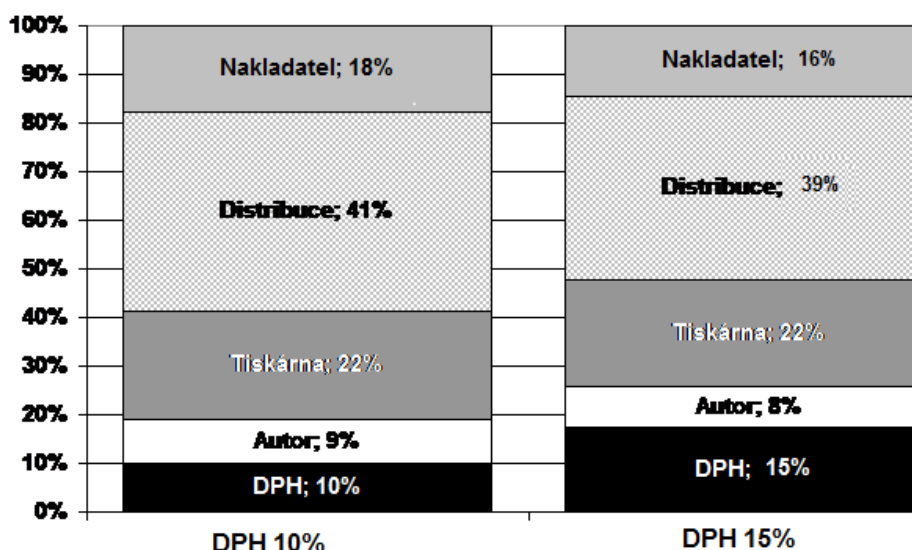 100%
90%
80%
70%
60%
50%
40%
30%
20%
10%
0%
Nakladatel; 18%
Distribuce; 41%
Tiskárna; 22%
Autor; 9%
DPH; 10%
DPH 10%
Nakladatel; 16%
Distribuce; 39%
Tiskárna; 22%
Autor; 8%
DPH; 15%
DPH 15%